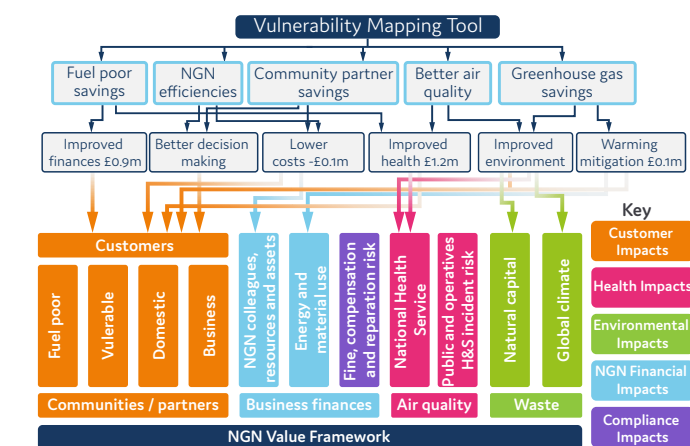 Vulnerability Mapping Tool
Fuel poor
savings
NGN
efficiencies
Community partner
savings
Better air
quality
Greenhouse gas
savings
Improved
finances £0.9m
Better decision
making
Lower
costs -£0.1m
Improved
health £1.2m
Improved
environment
Warming
mitigation £0.1m
Key
Customer
Impacts
Health Impacts
Environmental
Impacts
NGN Financial
Impacts
Compliance
Impacts
Customers
Fuel poor
Vulerable
Domestic
Business
NGN colleagues,
resources and assets
Energy and
material use
Fine, compensation
and reparation risk
National Health
Service
Public and operatives
H&S incident risk
Natural capital
Global climate
Communities / partners
Business finances
Air quality
Waste
NGN Value Framework